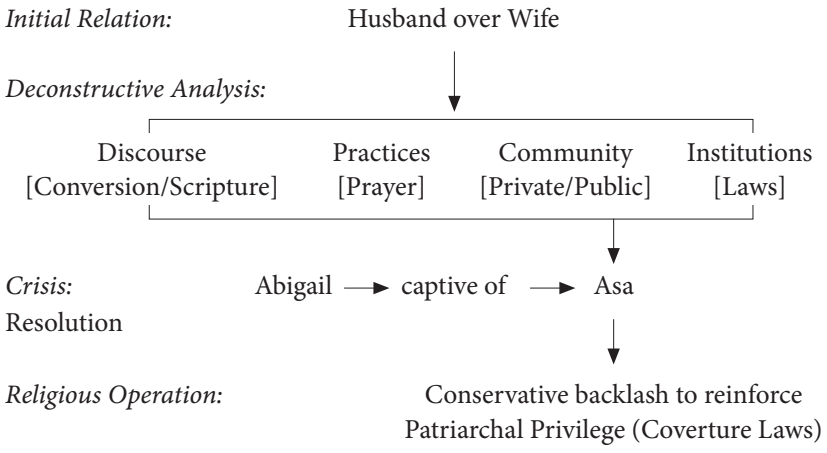 Initial Relation: Husband over Wife
Deconstructive Analysis:
Discourse Practices Community Institutions
[Conversion/Scripture] [Prayer] [Private/Public] [Laws]
Crisis: Abigail captive of Asa
Resolution
Religious Operation: Conservative backlash to reinforce
Patriarchal Privilege (Coverture Laws)